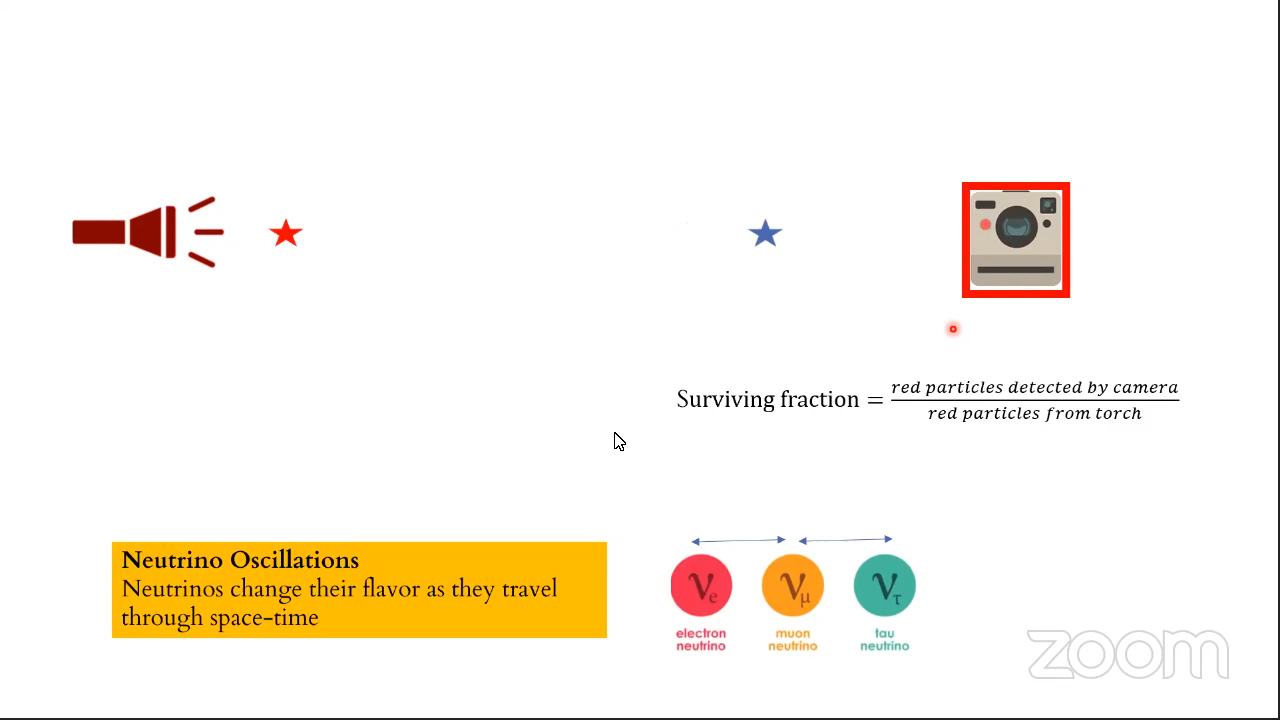 Surviving fraction = red particles detected by camera
red particles from torch
Neutrino Oscillations
Neutrinos change their flavor as they travel
through space-time
νe νμ ντ
electron neutrino
muon neutrino
tau neutrino
zoom